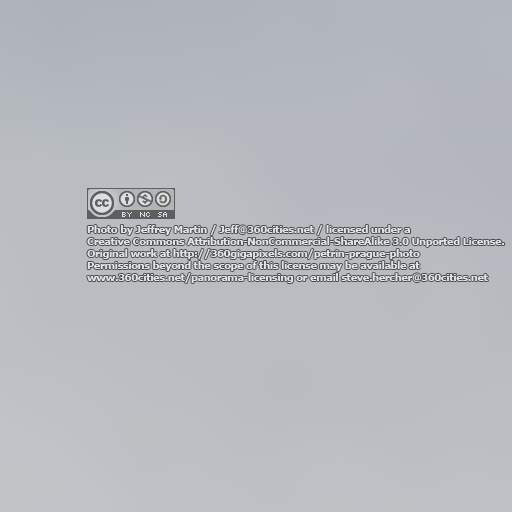 cc BY NC SA
Photo by Jeffrey Martin / Jeff@360cities.net / licensed under a
Creative Commons Attribution-NonCommercial-ShareAlike 3.0 Unported License.
Original work at http://360gigapixels.com/petrin-prague-photo
Permissions beyond the scope of this license may be available at
www.360cities.net/panorama-licensing or email steve.hercher@360cities.net